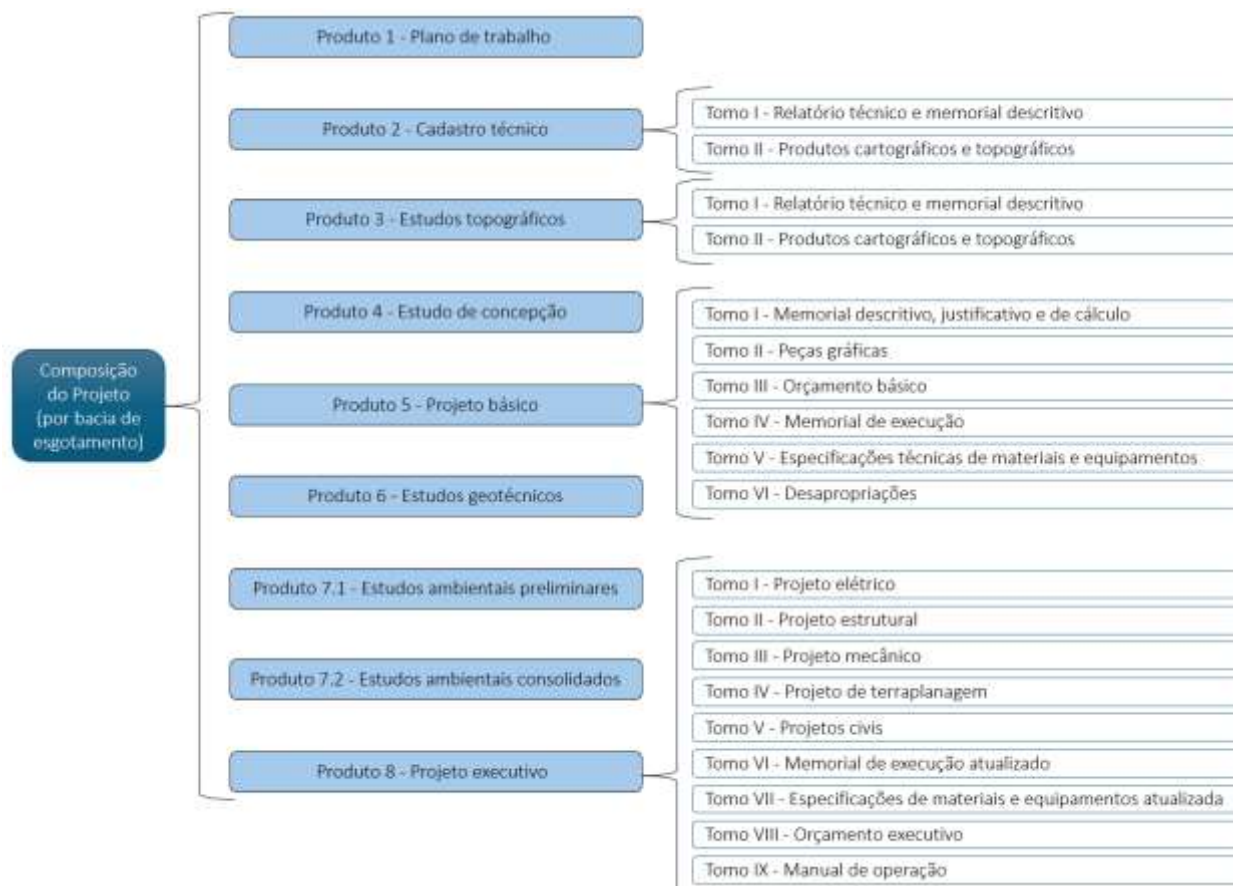 Composição
do Projeto
(por bacia de
esgotamento)
Produto 1 - Plano de trabalho
Produto 2 - Cadastro técnico
Tomo I - Relatório técnico e memorial descritivo
Tomo II - Produtos cartográficos e topográficos
Produto 3 - Estudos topográficos
Tomo I - Relatório técnico e memorial descritivo
Tomo II - Produtos cartográficos e topográficos
Produto 4 - Estudo de concepção
Produto 5 - Projeto básico
Tomo I - Memorial descritivo, justificativo e de cálculo
Tomo II - Peças gráficas
Tomo III - Orçamento básico
Tomo IV - Memorial de execução
Tomo V - Especificações técnicas de materiais e equipamentos
Tomo VI - Desapropriações
Produto 6 - Estudos geotécnicos
Produto 7.1 - Estudos ambientais preliminares
Produto 7.2 - Estudos ambientais consolidados
Produto 8 - Projeto executivo
Tomo I - Projeto elétrico
Tomo II - Projeto estrutural
Tomo III - Projeto mecânico
Tomo IV - Projeto de terraplanagem
Tomo V - Projetos civis
Tomo VI - Memorial de execução atualizado
Tomo VII - Especificações de materiais e equipamentos atualizada
Tomo VIII - Orçamento executivo
Tomo IX - Manual de operação